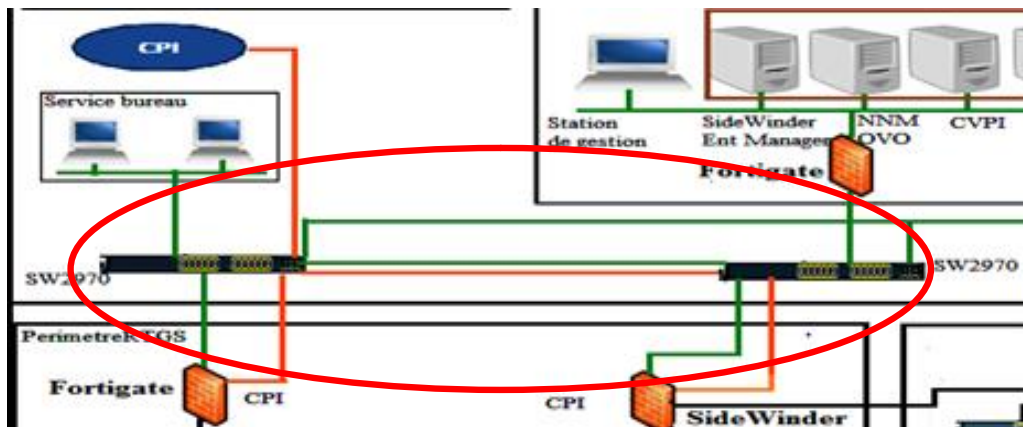 CPI
Service bureau
Station
de gestion
SideWinder
Ent Manager
NNM
OVO
CVPI
Fortigate
SW2970
SW2970
PerimetreRTGS
Fortigate
CPI
CPI
SideWinder